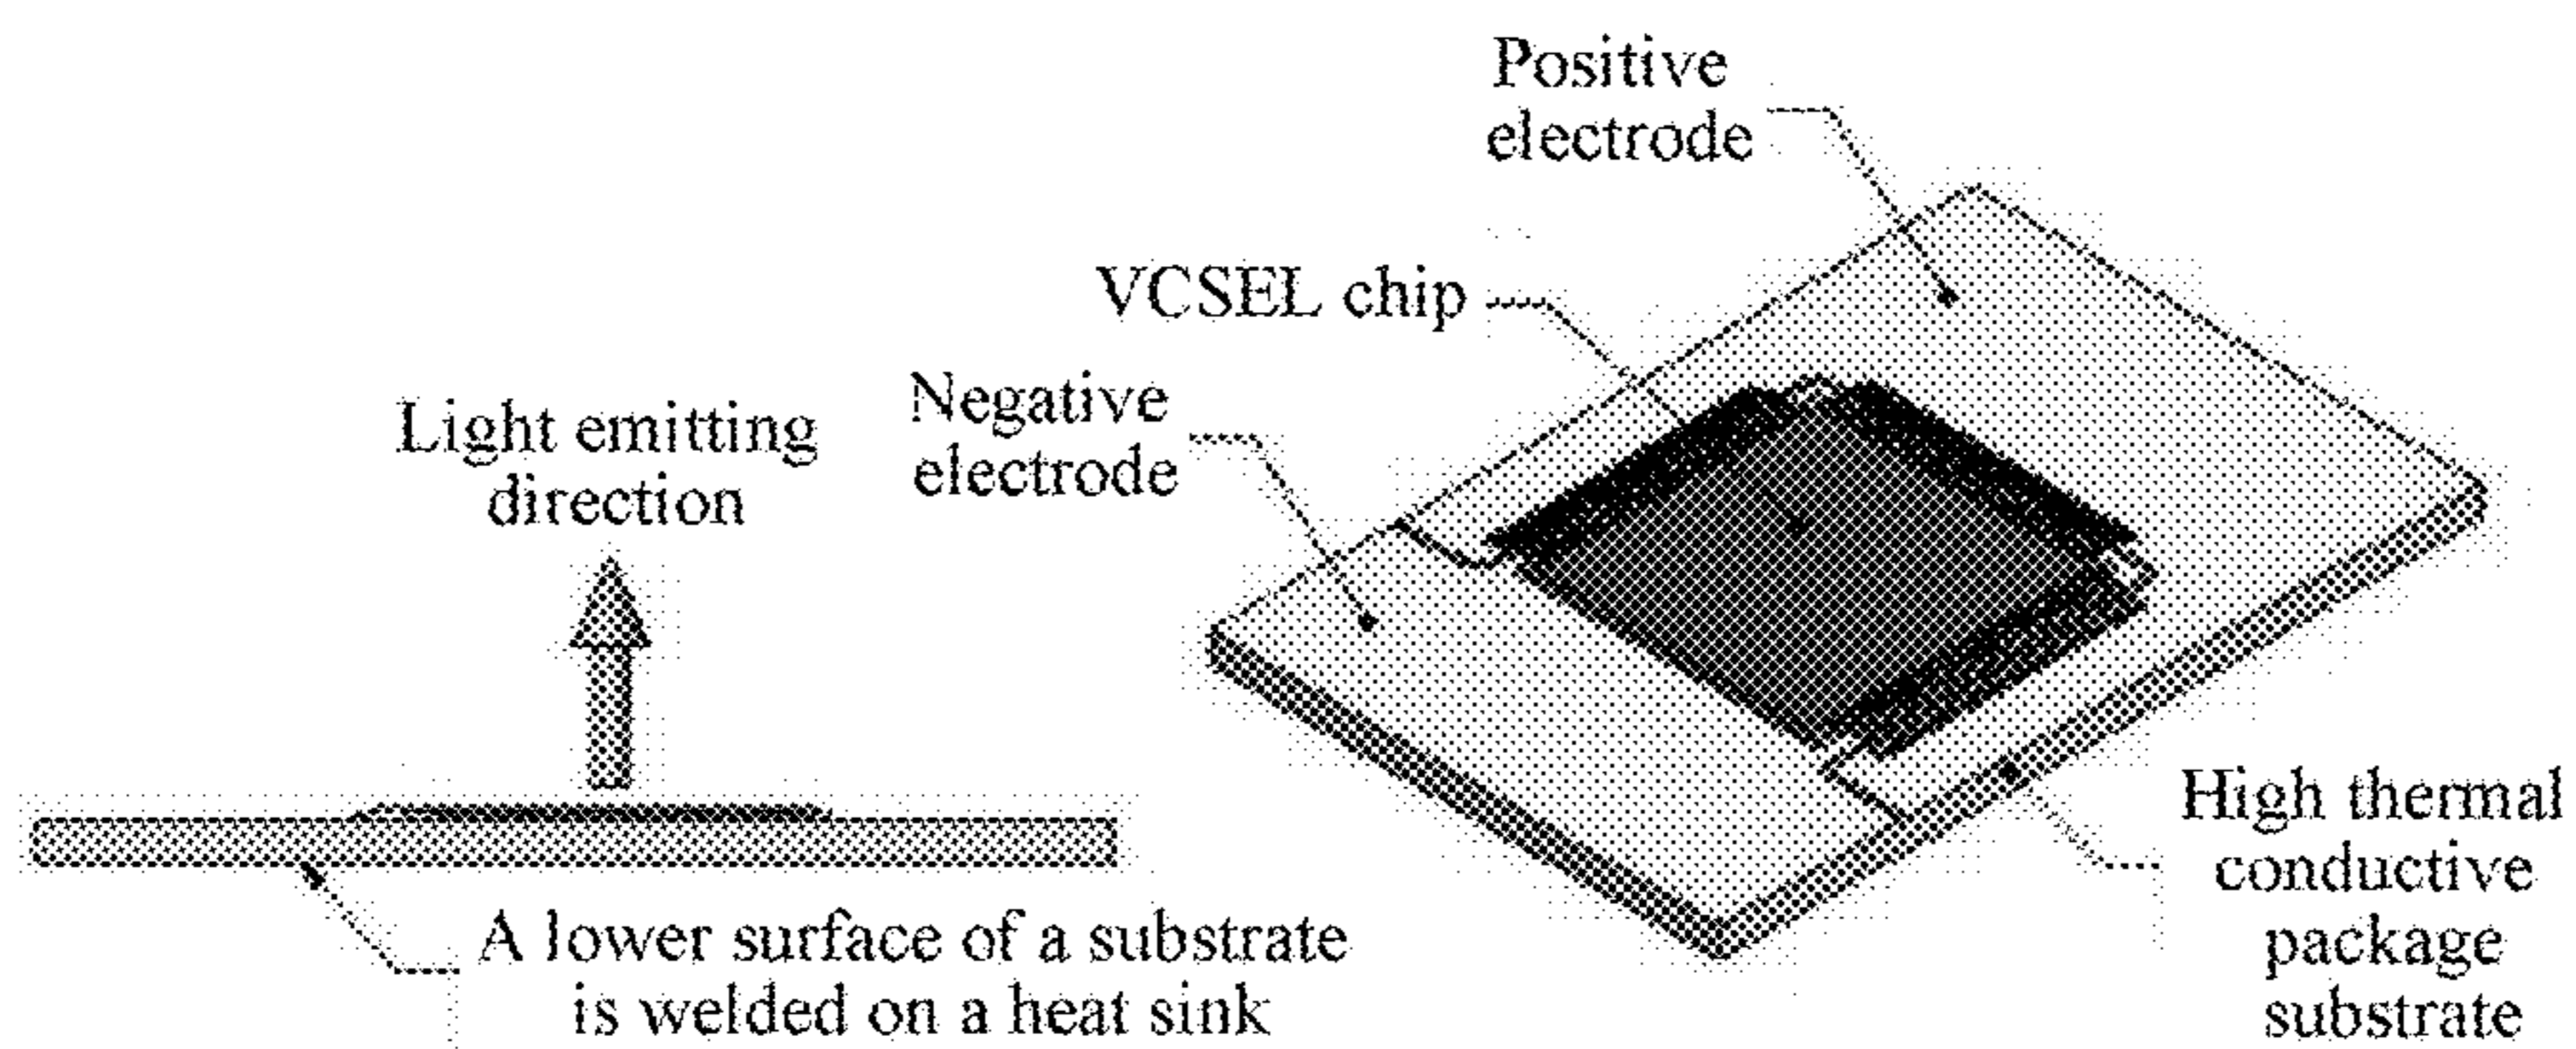 Positive
electrode
VCSEL chip
Negative
electrode
Light emitting
direction
High thermal
conductive
package
substrate
A lower surface of a substrate
is welded on a heat sink